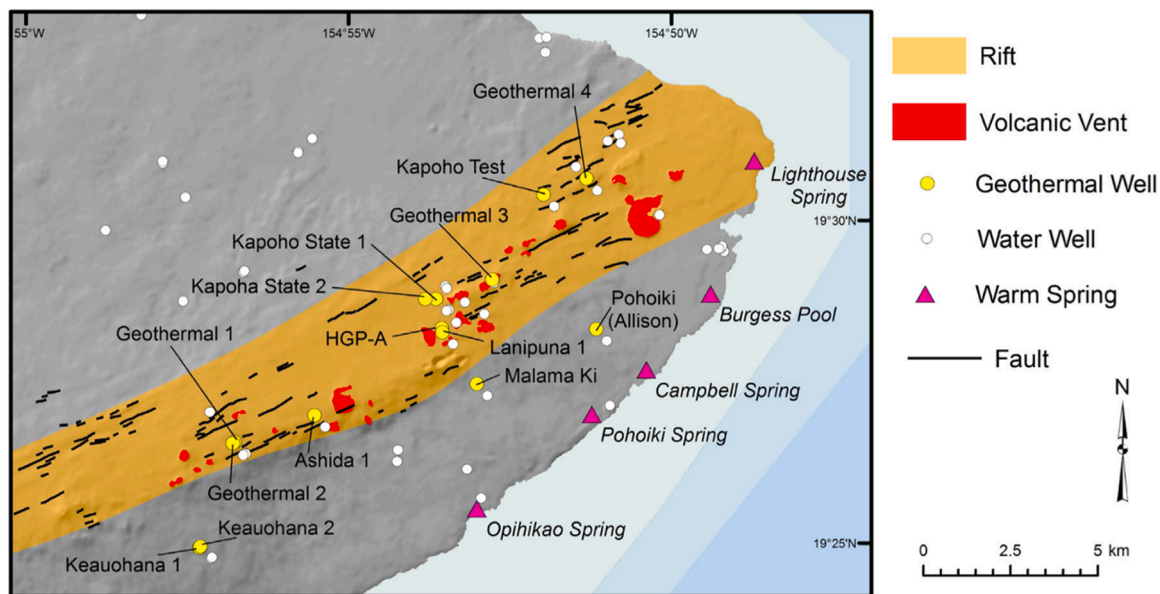 55°W
154°55'W
154°50'W
Geothermal 4
Kapoho Test
Lighthouse
Spring
Geothermal 3
19°30'N
Kapoho State 1
Kapoha State 2
Pohoiki
(Allison)
Burgess Pool
Geothermal 1
HGP-A
Lanipuna 1
Malama Ki
Campbell Spring
Pohoiki Spring
Ashida 1
Geothermal 2
Opihikao Spring
Keauohana 2
Keauohana 1
19°25'N
Rift
Volcanic Vent
Geothermal Well
Water Well
Warm Spring
Fault
N
0 2.5 5 km